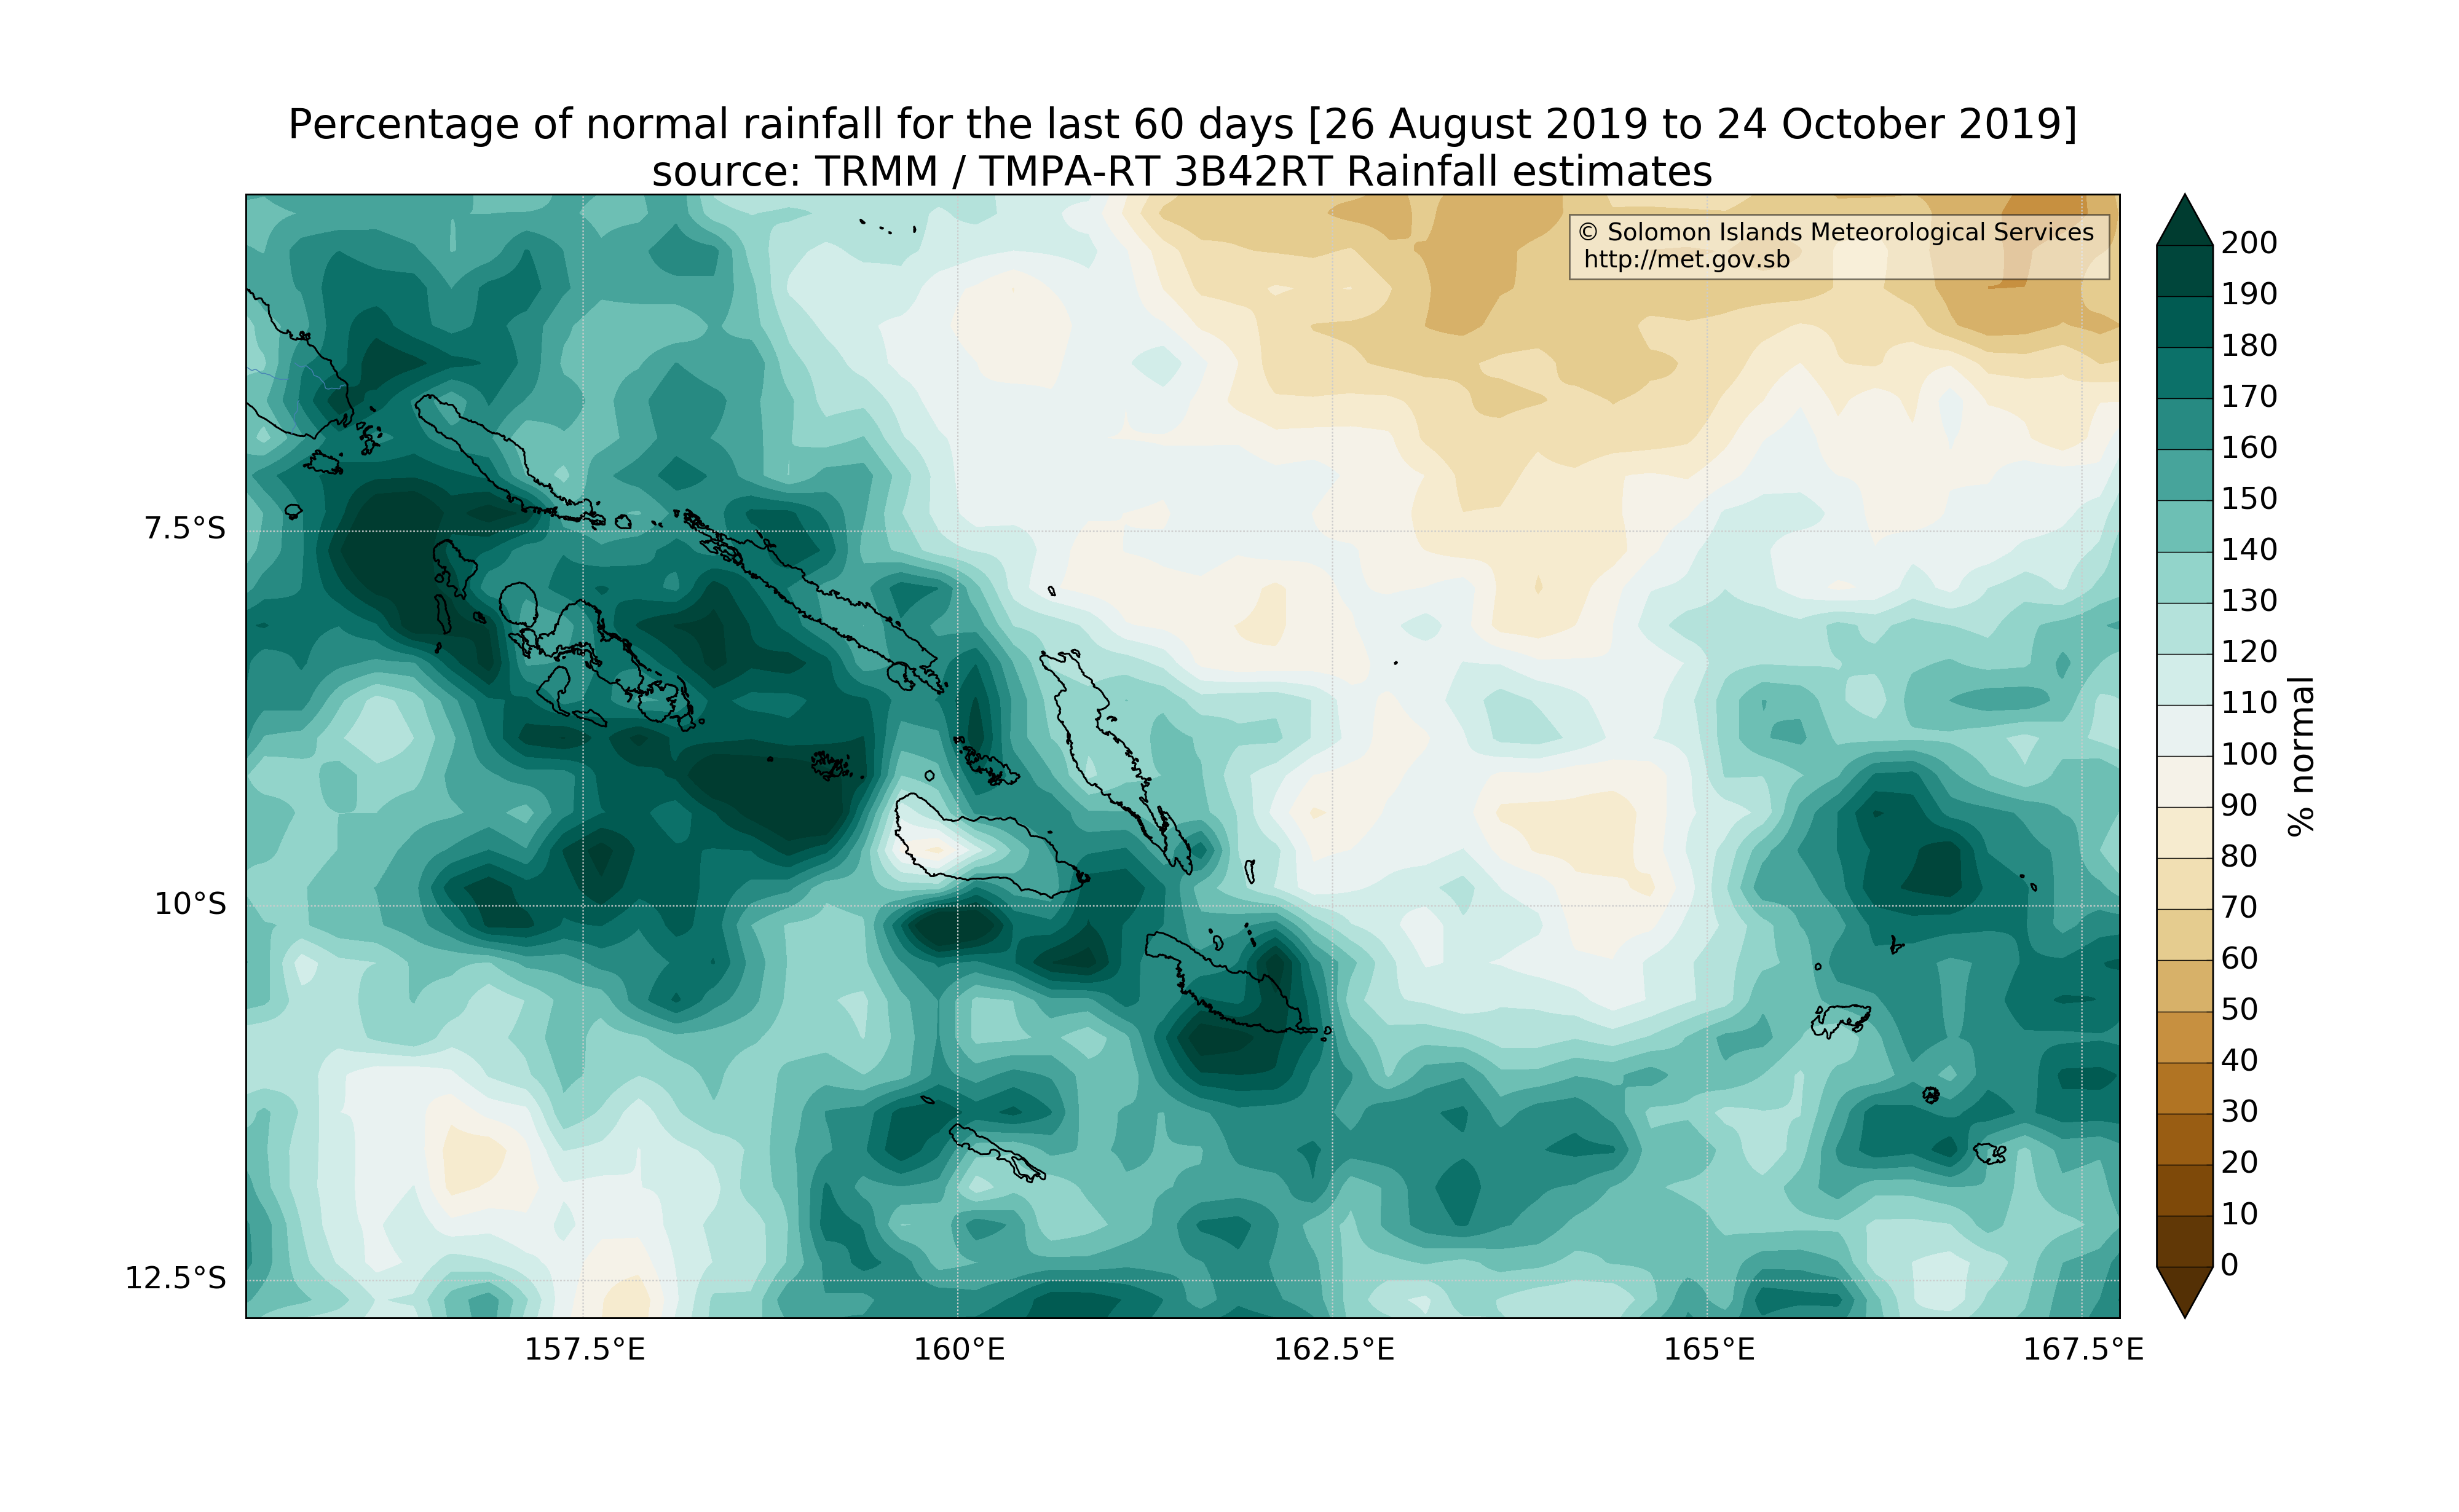 Percentage of normal rainfall for the last 60 days [26 August 2019 to 24 October 2019]
source: TRMM / TMPA-RT 3B42RT Rainfall estimates
© Solomon Islands Meteorological Services
http://met.gov.sb
7.5°S
10°S
12.5°S
157.5°E
160°E
162.5°E
165°E
167.5°E
200
190
180
170
160
150
140
130
120
110
100
90
80
70
60
50
40
30
20
10
0
% normal